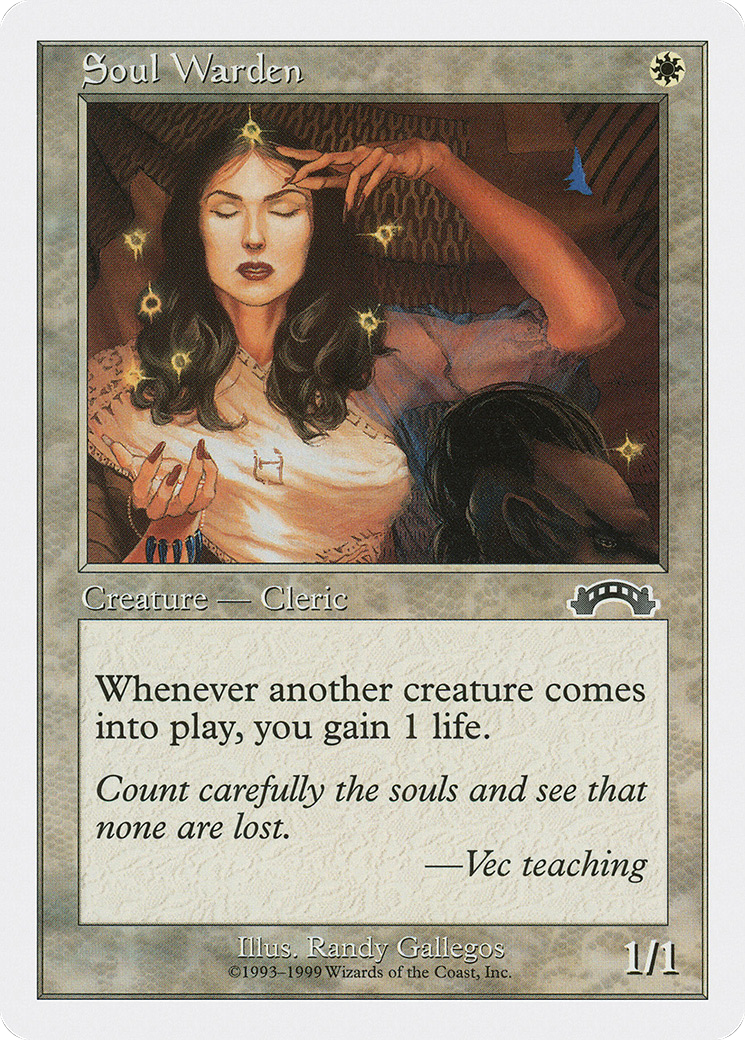 Soul Warden
H
Creature — Cleric
Whenever another creature comes
into play, you gain 1 life.
Count carefully the souls and see that
none are lost.
—Vec teaching
Illus. Randy Gallegos
©1993–1999 Wizards of the Coast, Inc.
1/1